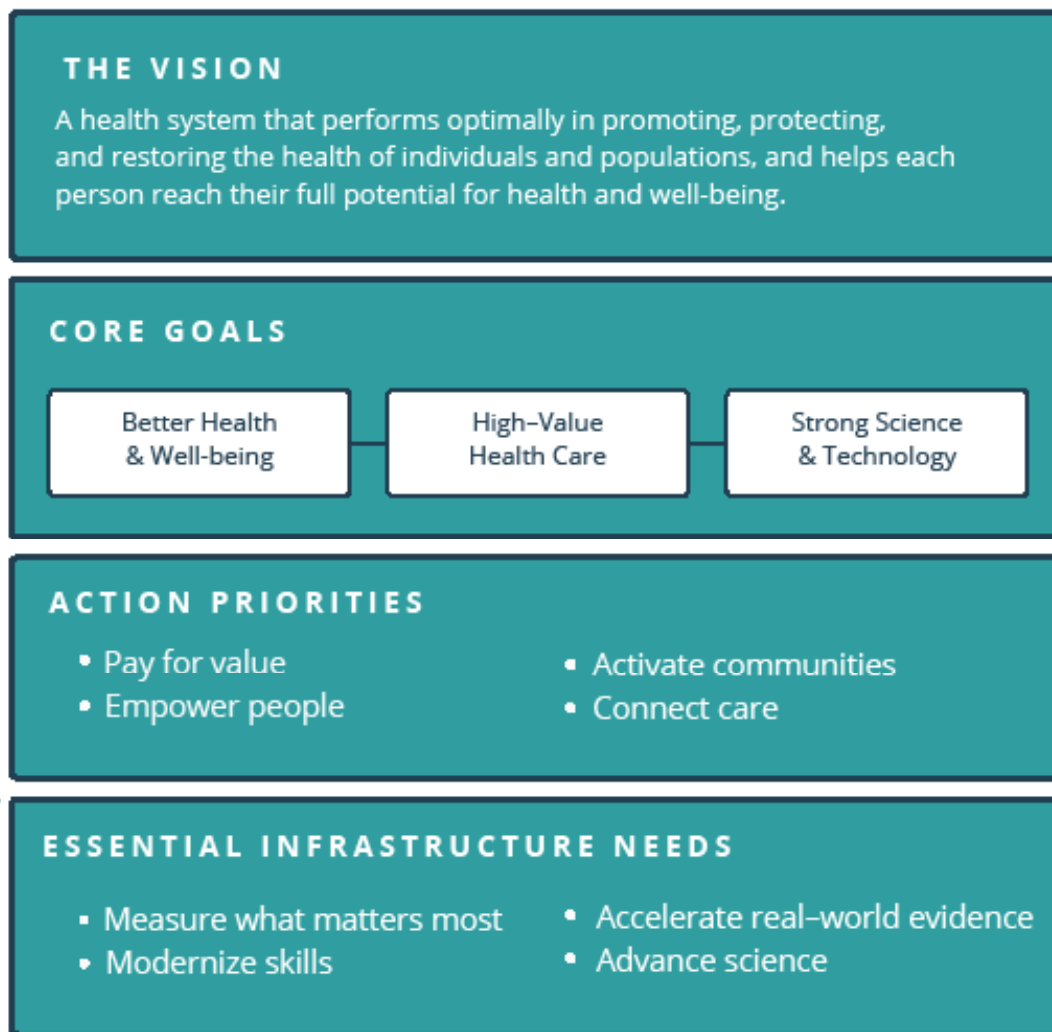 THE VISION
A health system that performs optimally in promoting, protecting,
and restoring the health of individuals and populations, and helps each
person reach their full potential for health and well-being.
CORE GOALS
Better Health
& Well-being
High–Value
Health Care
Strong Science
& Technology
ACTION PRIORITIES
• Pay for value
• Empower people
• Activate communities
• Connect care
ESSENTIAL INFRASTRUCTURE NEEDS
• Measure what matters most
• Modernize skills
• Accelerate real–world evidence
• Advance science